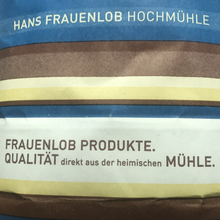 HANS FRAUENLOB HOCHMÜHLE
FRAUENLOB PRODUKTE.
QUALITÄT direkt aus der heimischen MÜHLE.